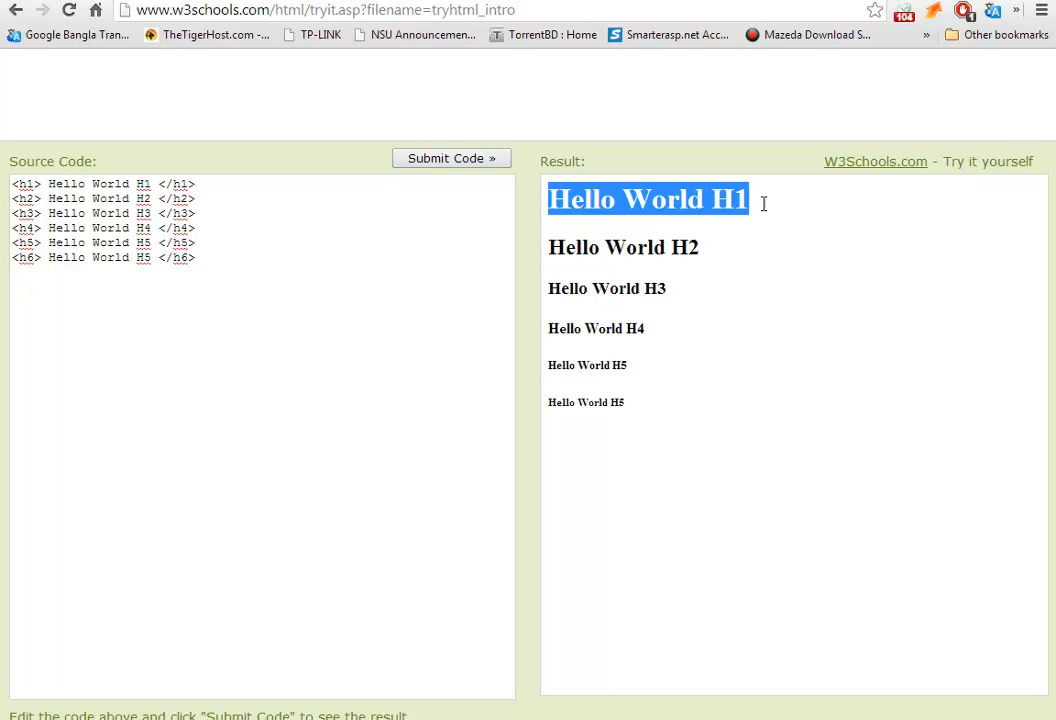 www.w3schools.com/html/tryit.asp?filename=tryhtml_intro
104
1
Google Bangla Tran...
TheTigerHost.com -...
TP-LINK
NSU Announcemen...
T TorrentBD : Home
S Smarterasp.net Acc...
Mazeda Download S...
»
Other bookmarks
Source Code:
Submit Code »
Result:
W3Schools.com - Try it yourself
<h1> Hello World H1 </h1>
<h2> Hello World H2 </h2>
<h3> Hello World H3 </h3>
<h4> Hello World H4 </h4>
<h5> Hello World H5 </h5>
<h6> Hello World H5 </h6>
Hello World H1
Hello World H2
Hello World H3
Hello World H4
Hello World H5
Hello World H5
Edit the code above and click "Submit Code" to see the result.